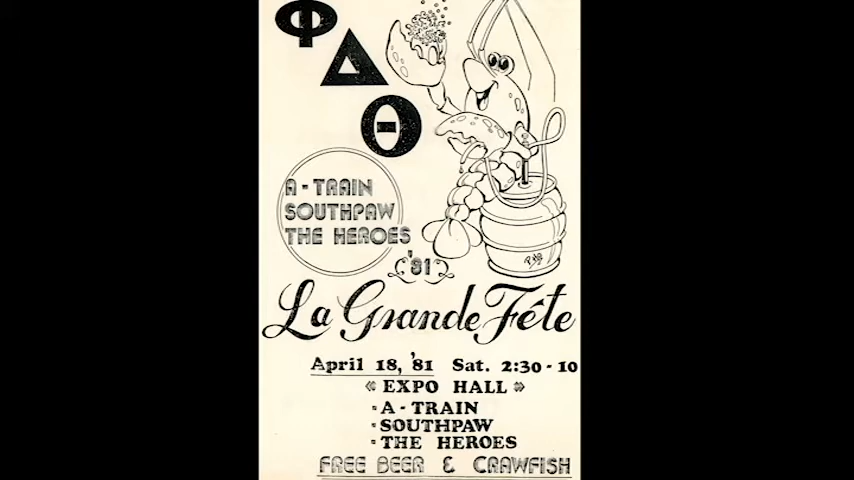 Φ
Δ
Θ
A-TRAIN
SOUTHPAW
THE HEROES
'81
La Grande Fête
April 18, '81 Sat. 2:30-10
« EXPO HALL »
•A-TRAIN
•SOUTHPAW
•THE HEROES
FREE BEER & CRAWFISH